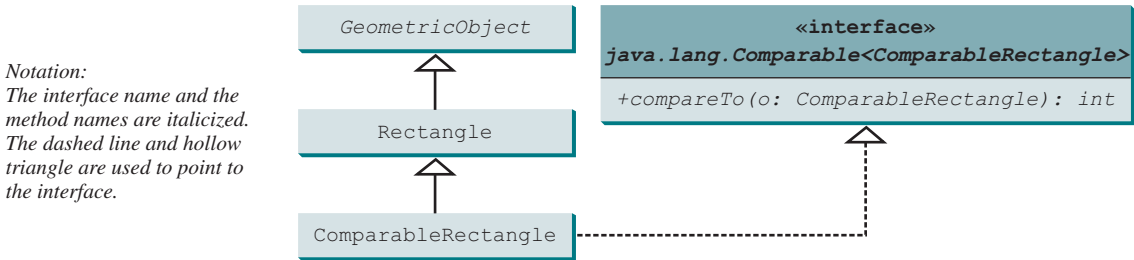 Notation:
The interface name and the
method names are italicized.
The dashed line and hollow
triangle are used to point to
the interface.
GeometricObject
Rectangle
ComparableRectangle
«interface»
java.lang.Comparable<ComparableRectangle>
+compareTo(o: ComparableRectangle): int